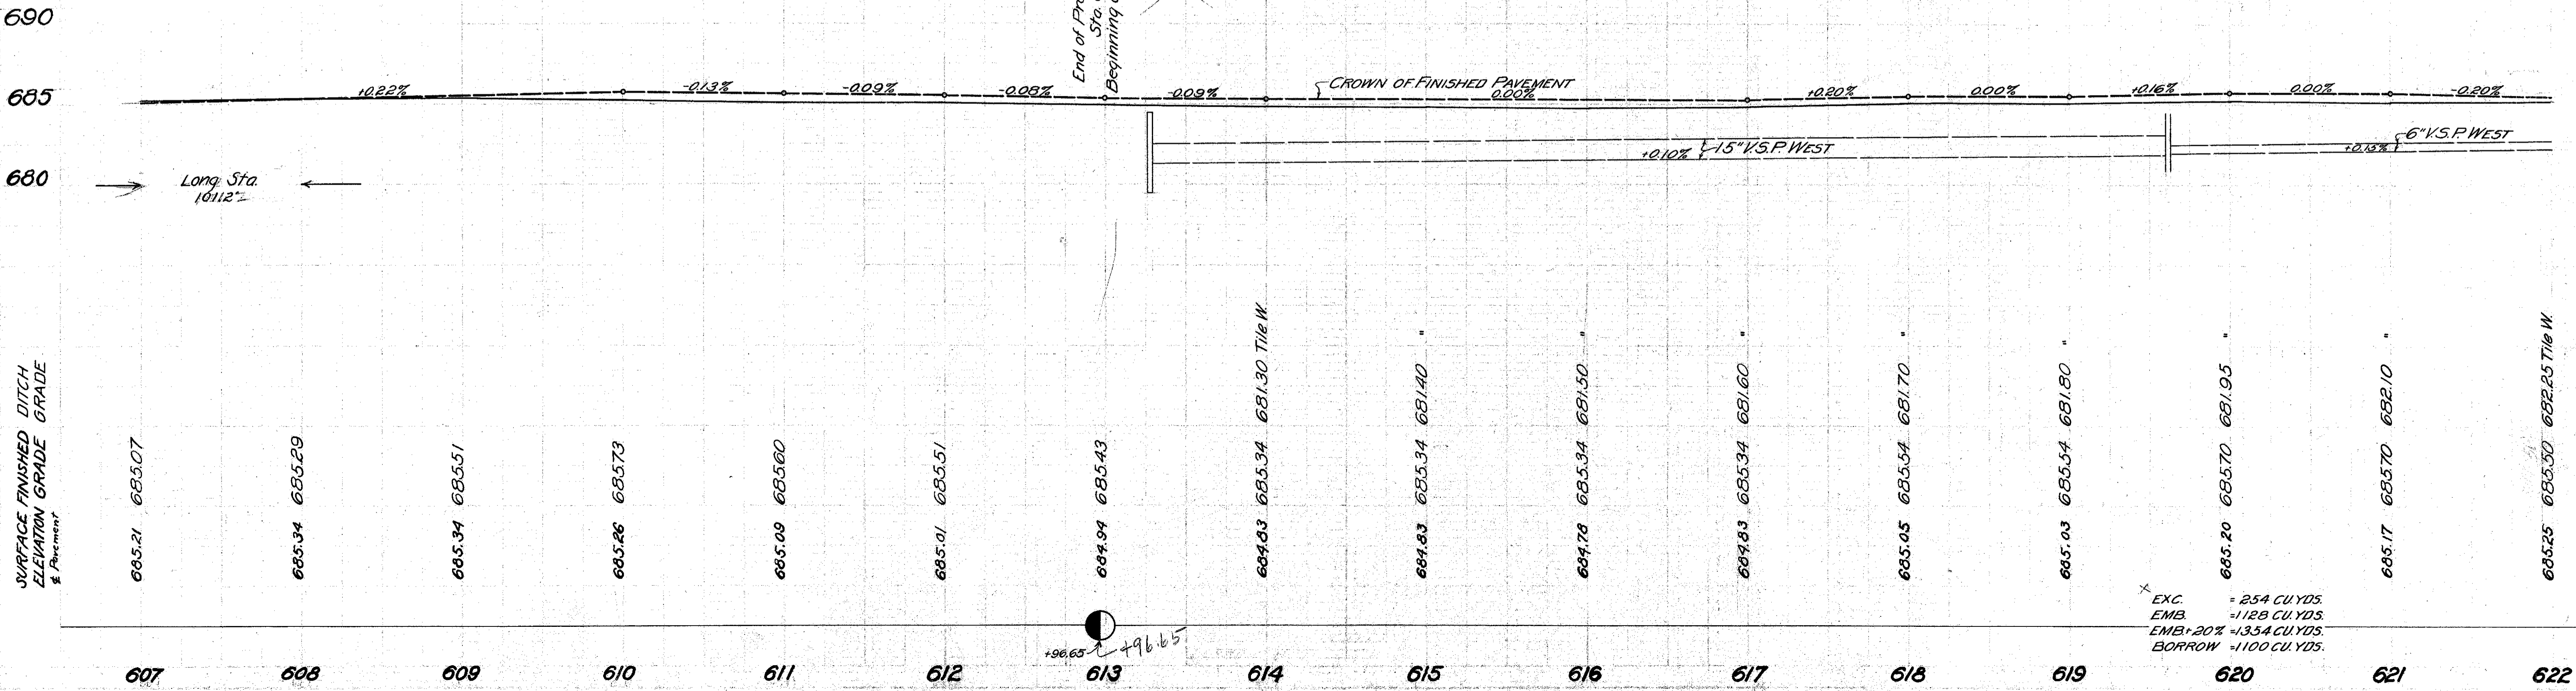 690
End of Pro
Sta.
Beginning
685
+0.22%
-0.13%
-0.09%
-0.08%
-0.09%
CROWN OF FINISHED PAVEMENT
0.00%
+0.20%
0.00%
+0.16%
0.00%
-0.20%
+0.10%
15" V.S.P. WEST
6" V.S.P. WEST
+0.15%
680
Long Sta.
SURFACE FINISHED DITCH
ELEVATION GRADE GRADE
₵ Pavement
685.21 685.07
685.34 685.29
685.34 685.51
685.26 685.73
685.09 685.60
685.01 685.51
684.94 685.43
684.83 685.34 681.30 Tile W.
684.83 685.34 681.40 "
684.78 685.34 681.50 "
684.83 685.34 681.60 "
685.05 685.54 681.70 "
685.03 685.54 681.80 "
685.20 685.70 681.95 "
685.17 685.70 682.10 "
685.25 685.50 682.25 Tile W.
EXC. = 254 CU. YDS.
EMB. = 1128 CU. YDS.
EMB.+20% = 1354 CU. YDS.
BORROW = 1100 CU. YDS.
+96.65
+96.65
607 608 609 610 611 612 613 614 615 616 617 618 619 620 621 622